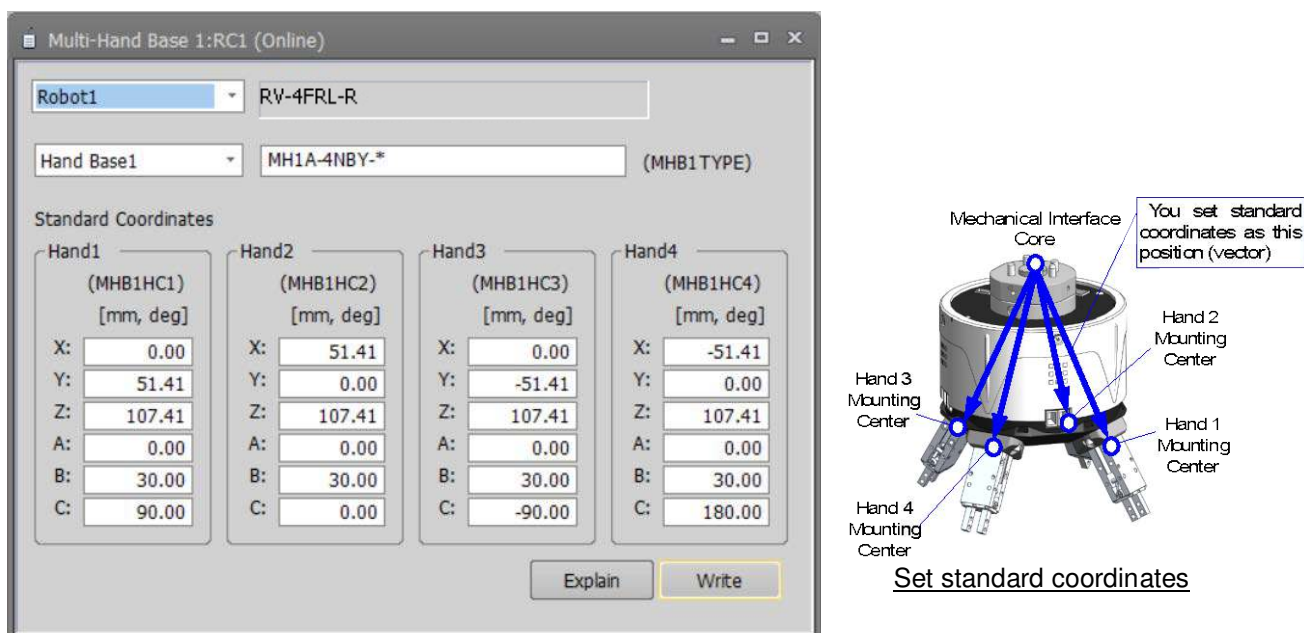 Multi-Hand Base 1:RC1 (Online)
Robot1
RV-4FRL-R
Hand Base1
MH1A-4NBY-*
(MHB1TYPE)
Standard Coordinates
Hand1
(MHB1HC1)
[mm, deg]
X: 0.00
Y: 51.41
Z: 107.41
A: 0.00
B: 30.00
C: 90.00
Hand2
(MHB1HC2)
[mm, deg]
X: 51.41
Y: 0.00
Z: 107.41
A: 0.00
B: 30.00
C: 0.00
Hand3
(MHB1HC3)
[mm, deg]
X: 0.00
Y: -51.41
Z: 107.41
A: 0.00
B: 30.00
C: -90.00
Hand4
(MHB1HC4)
[mm, deg]
X: -51.41
Y: 0.00
Z: 107.41
A: 0.00
B: 30.00
C: 180.00
Explain
Write
Mechanical Interface
Core
You set standard
coordinates as this
position (vector)
Hand 2
Mounting
Center
Hand 3
Mounting
Center
Hand 1
Mounting
Center
Hand 4
Mounting
Center
Set standard coordinates